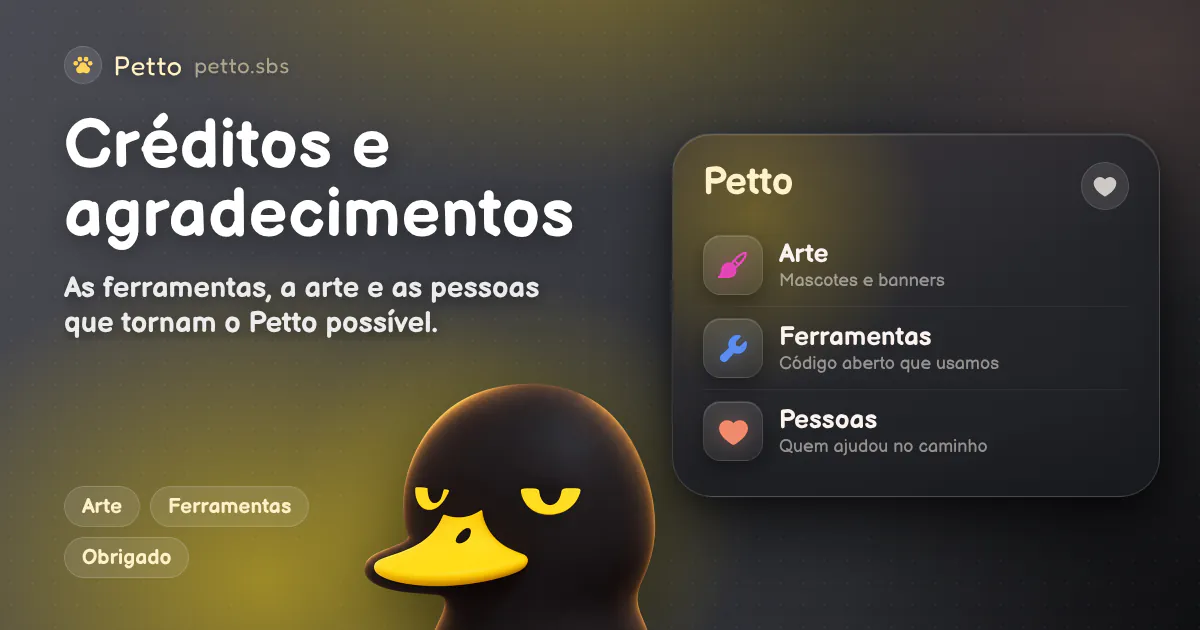 Petto petto.sbs
Créditos e
agradecimentos
As ferramentas, a arte e as pessoas
que tornam o Petto possível.
Arte
Ferramentas
Obrigado
Petto
Arte
Mascotes e banners
Ferramentas
Código aberto que usamos
Pessoas
Quem ajudou no caminho